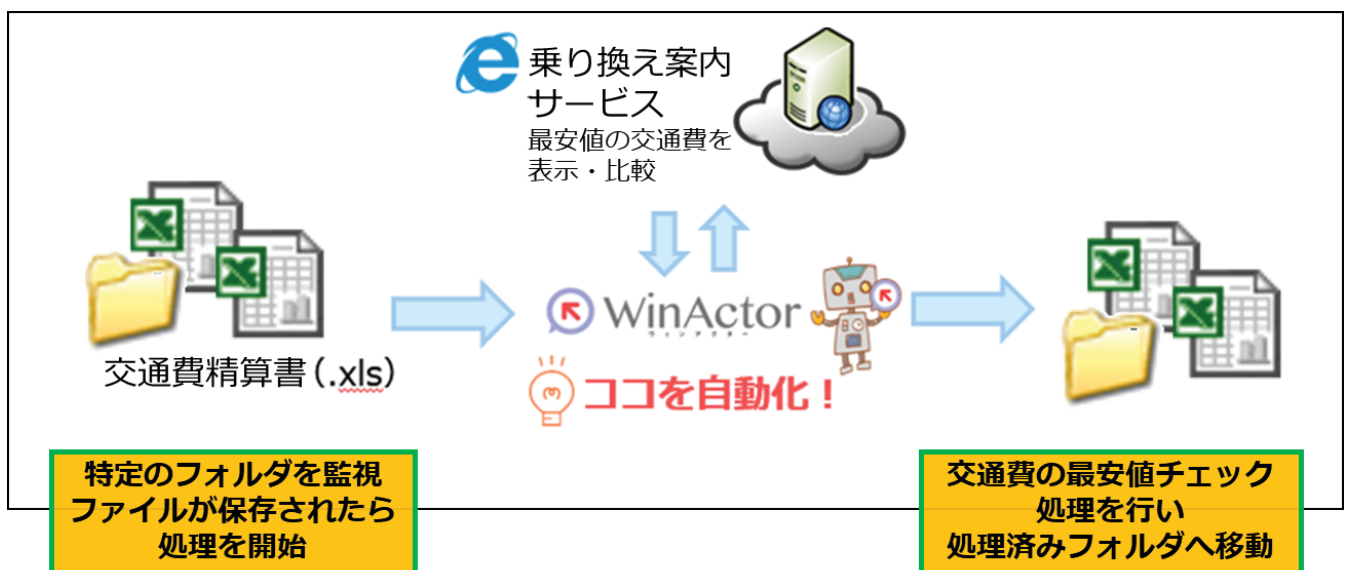 乗り換え案内
サービス
最安値の交通費を
表示・比較
交通費精算書(.xls)
WinActor
ウィンアクター
ココを自動化！
特定のフォルダを監視
ファイルが保存されたら
処理を開始
交通費の最安値チェック
処理を行い
処理済みフォルダへ移動